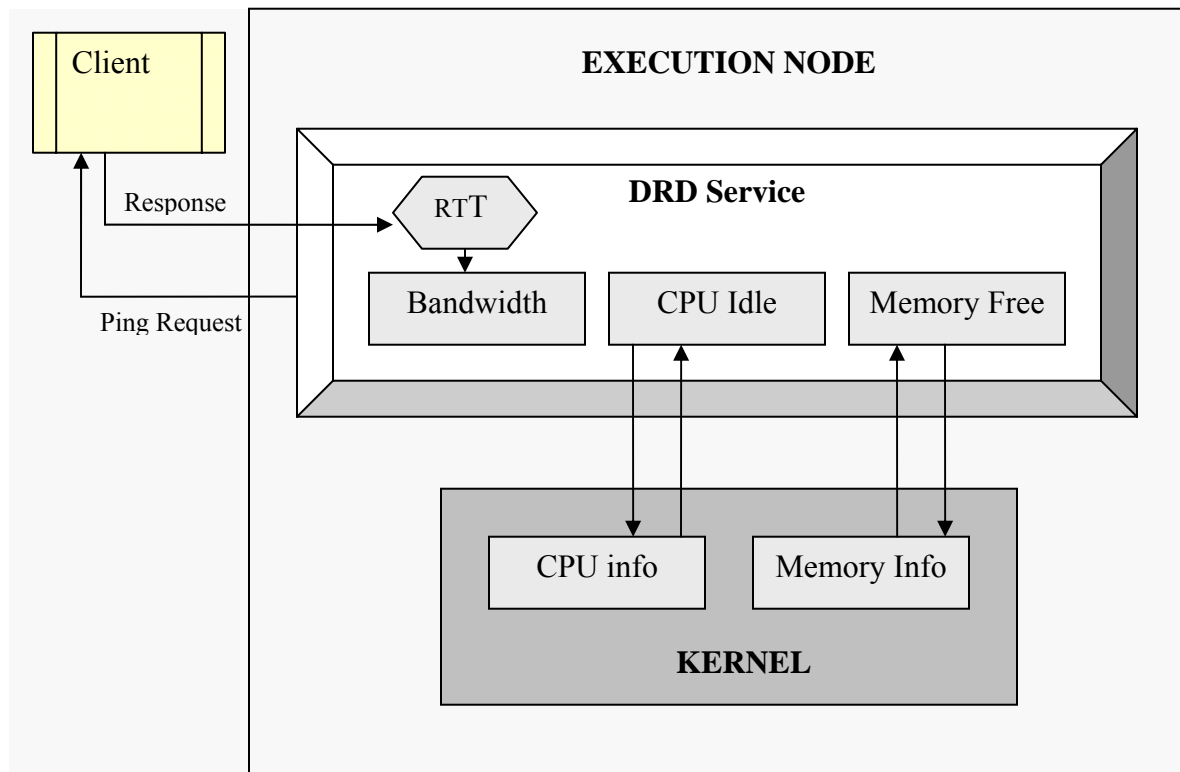 Client
EXECUTION NODE
DRD Service
Response
RTT
Bandwidth
CPU Idle
Memory Free
Ping Request
CPU info
Memory Info
KERNEL